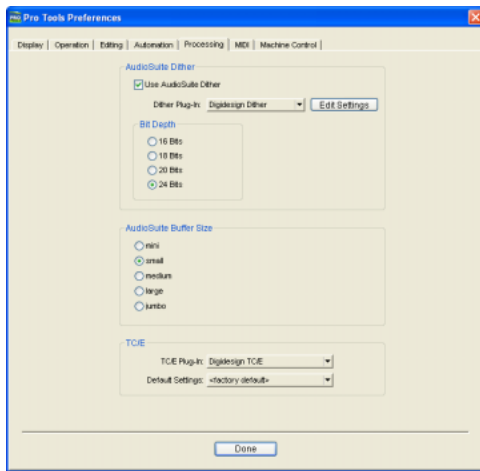 Pro Tools Preferences
Display | Operation | Editing | Automation | Processing | MIDI | Machine Control |
AudioSuite Dither
Use AudioSuite Dither
Dither Plug-In: Digidesign Dither Edit Settings
Bit Depth
16 Bits
18 Bits
20 Bits
24 Bits
AudioSuite Buffer Size
mini
small
medium
large
jumbo
TC/E
TC/E Plug-In: Digidesign TC/E
Default Settings: <factory default>
Done